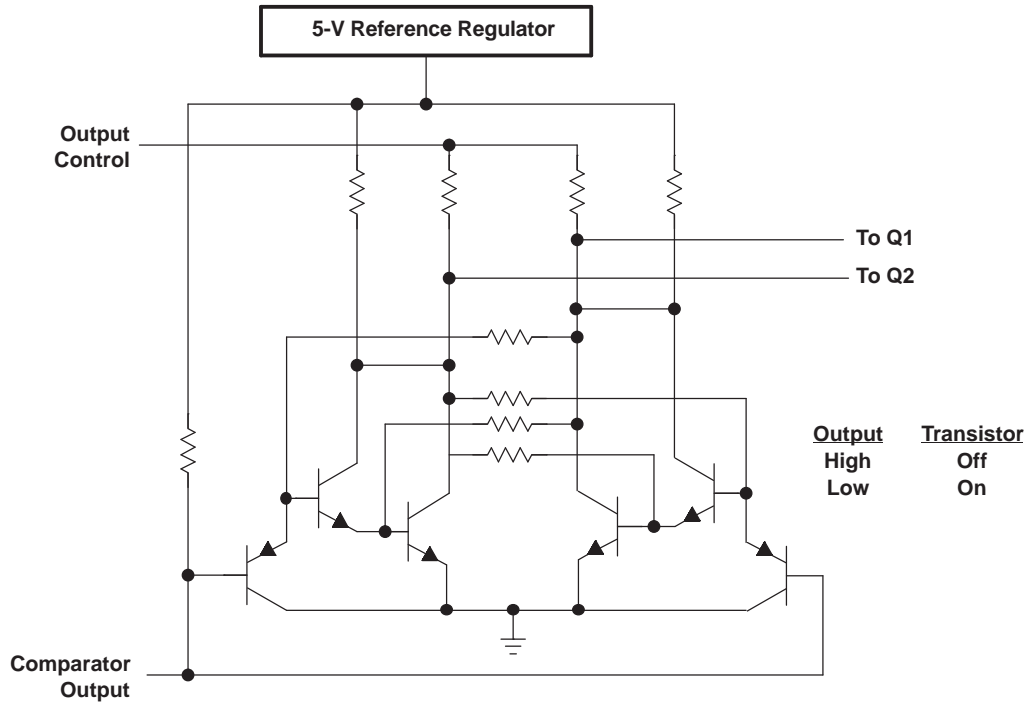 5-V Reference Regulator
Output
Control
To Q1
To Q2
Output Transistor
High Off
Low On
Comparator
Output